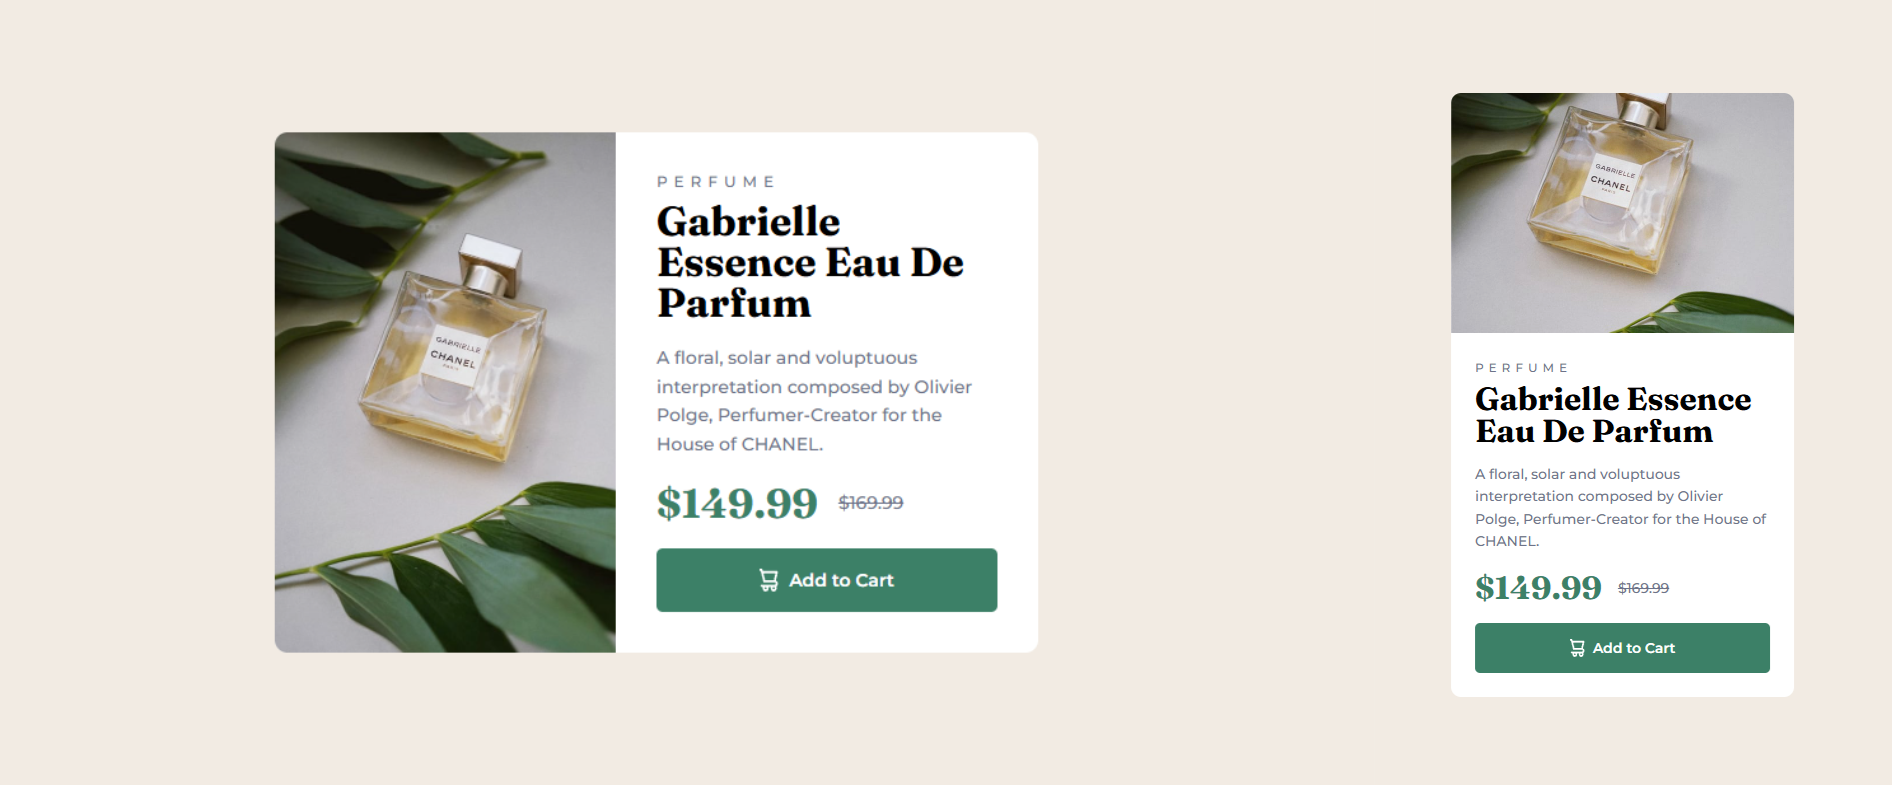 GABRIELLE
CHANEL
PARIS
PERFUME
Gabrielle
Essence Eau De
Parfum
A floral, solar and voluptuous
interpretation composed by Olivier
Polge, Perfumer-Creator for the
House of CHANEL.
$149.99 $169.99
Add to Cart
GABRIELLE
CHANEL
PARIS
PERFUME
Gabrielle Essence
Eau De Parfum
A floral, solar and voluptuous
interpretation composed by Olivier
Polge, Perfumer-Creator for the House of
CHANEL.
$149.99 $169.99
Add to Cart